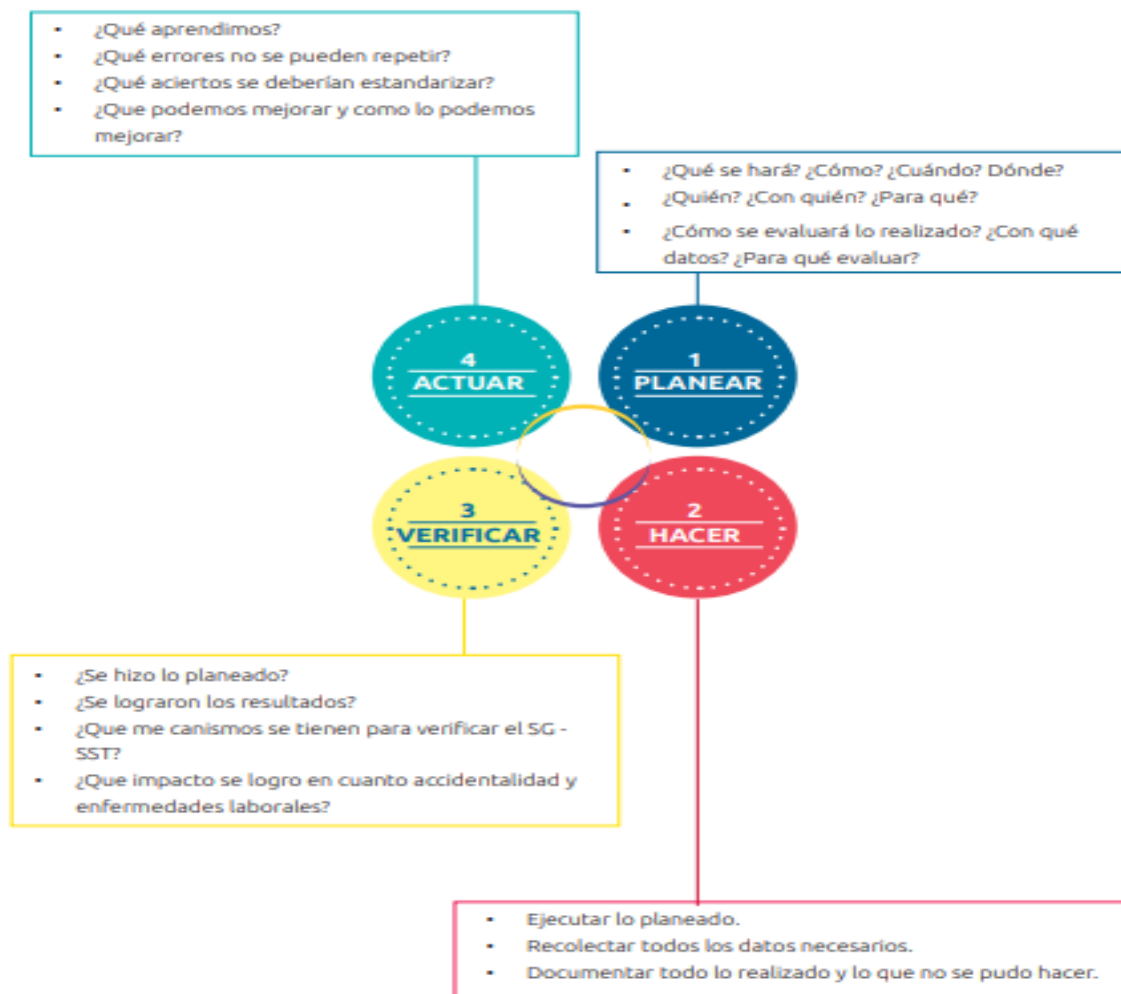 • ¿Qué aprendimos?
• ¿Qué errores no se pueden repetir?
• ¿Qué aciertos se deberían estandarizar?
• ¿Que podemos mejorar y como lo podemos
mejorar?
• ¿Qué se hará? ¿Cómo? ¿Cuándo? Dónde?
• ¿Quién? ¿Con quién? ¿Para qué?
• ¿Cómo se evaluará lo realizado? ¿Con qué
datos? ¿Para qué evaluar?
4
ACTUAR
1
PLANEAR
3
VERIFICAR
2
HACER
• ¿Se hizo lo planeado?
• ¿Se lograron los resultados?
• ¿Que me canismos se tienen para verificar el SG -
SST?
• ¿Que impacto se logro en cuanto accidentalidad y
enfermedades laborales?
• Ejecutar lo planeado.
• Recolectar todos los datos necesarios.
• Documentar todo lo realizado y lo que no se pudo hacer.